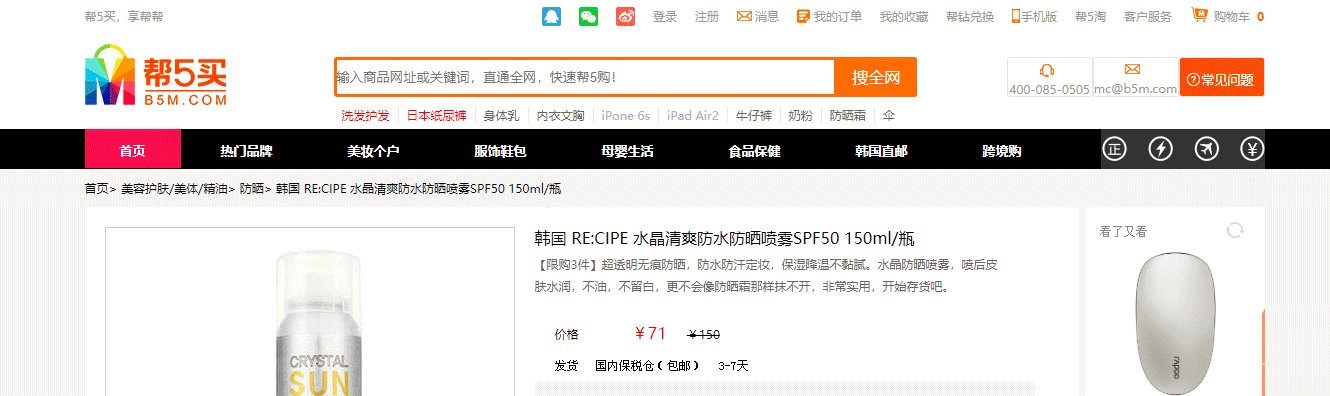 帮5买，享帮帮 登录 注册 消息 我的订单 我的收藏 帮钻兑换 手机版 帮5淘 客户服务 购物车 0
帮5买
B5M.COM
输入商品网址或关键词，直通全网，快速帮5购！ 搜全网
400-085-0505 mc@b5m.com 常见问题
洗发护发 日本纸尿裤 身体乳 内衣文胸 iPone 6s iPad Air2 牛仔裤 奶粉 防晒霜 伞
首页 热门品牌 美妆个户 服饰鞋包 母婴生活 食品保健 韩国直邮 跨境购 正 ¥
首页> 美容护肤/美体/精油> 防晒> 韩国 RE:CIPE 水晶清爽防水防晒喷雾SPF50 150ml/瓶
韩国 RE:CIPE 水晶清爽防水防晒喷雾SPF50 150ml/瓶
【限购3件】超透明无痕防晒，防水防汗定妆，保湿降温不黏腻。水晶防晒喷雾，喷后皮
肤水润，不油，不留白，更不会像防晒霜那样抹不开，非常实用，开始存货吧。
价格 ¥71 ¥150
发货 国内保税仓（包邮） 3-7天
看了又看
CRYSTAL
SUN
rapoo